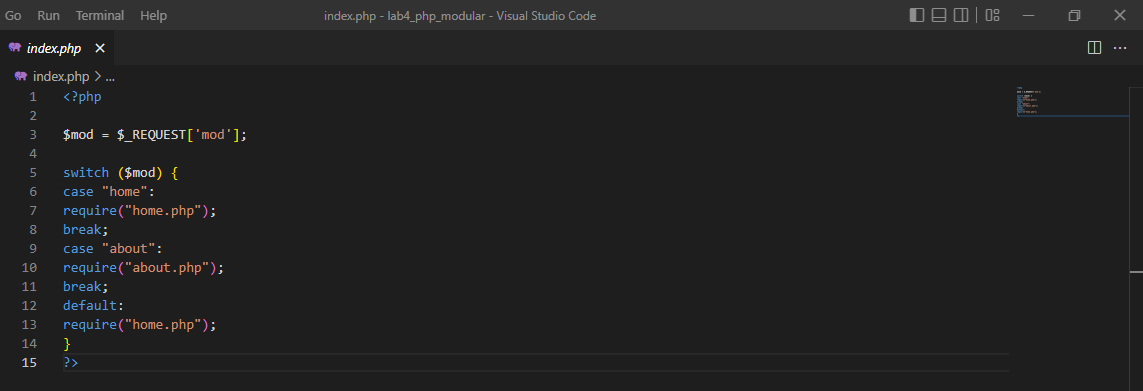 Go Run Terminal Help index.php - lab4_php_modular - Visual Studio Code
index.php
index.php > ...
1 <?php
2
3 $mod = $_REQUEST['mod'];
4
5 switch ($mod) {
6 case "home":
7 require("home.php");
8 break;
9 case "about":
10 require("about.php");
11 break;
12 default:
13 require("home.php");
14 }
15 ?>